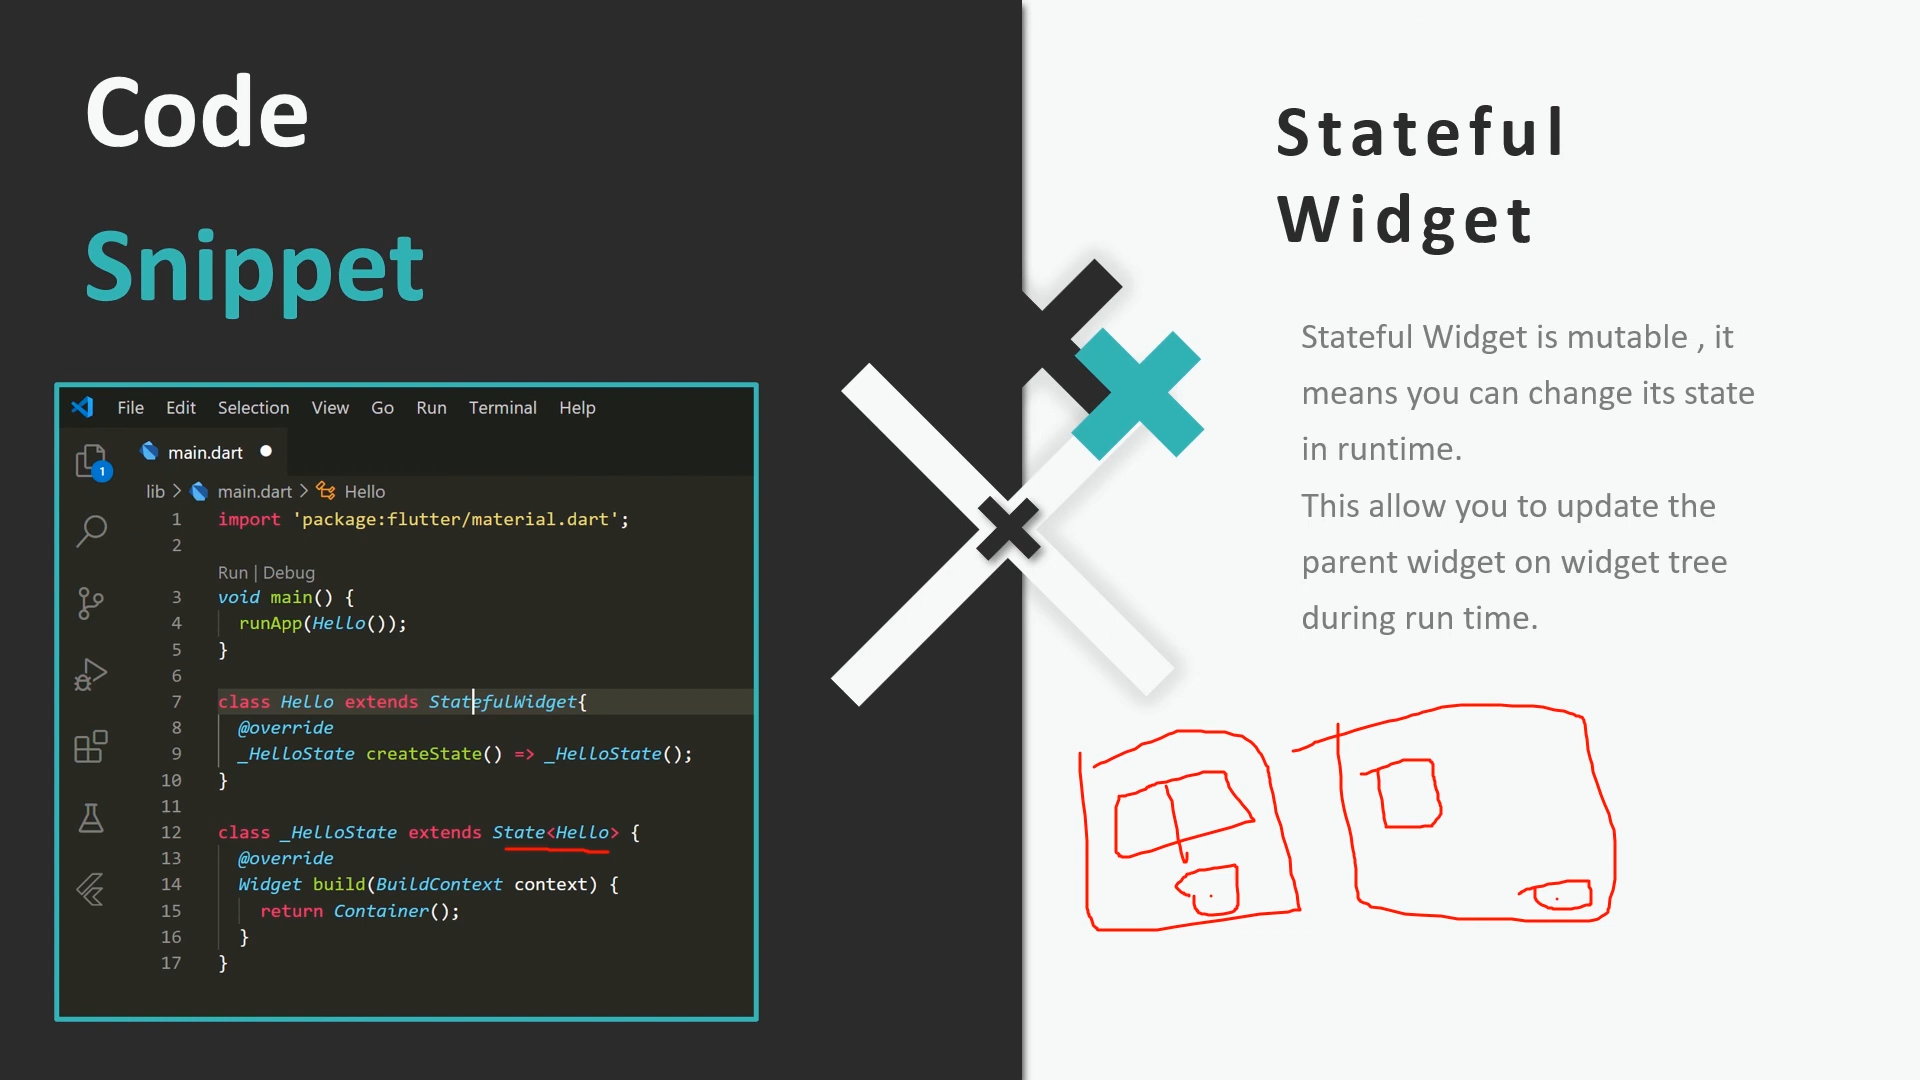 Code
Snippet
File Edit Selection View Go Run Terminal Help
main.dart
1
lib > main.dart > Hello
1 import 'package:flutter/material.dart';
2
Run | Debug
3 void main() {
4 runApp(Hello());
5 }
6
7 class Hello extends StatefulWidget{
8 @override
9 _HelloState createState() => _HelloState();
10 }
11
12 class _HelloState extends State<Hello> {
13 @override
14 Widget build(BuildContext context) {
15 return Container();
16 }
17 }
Stateful
Widget
Stateful Widget is mutable , it
means you can change its state
in runtime.
This allow you to update the
parent widget on widget tree
during run time.